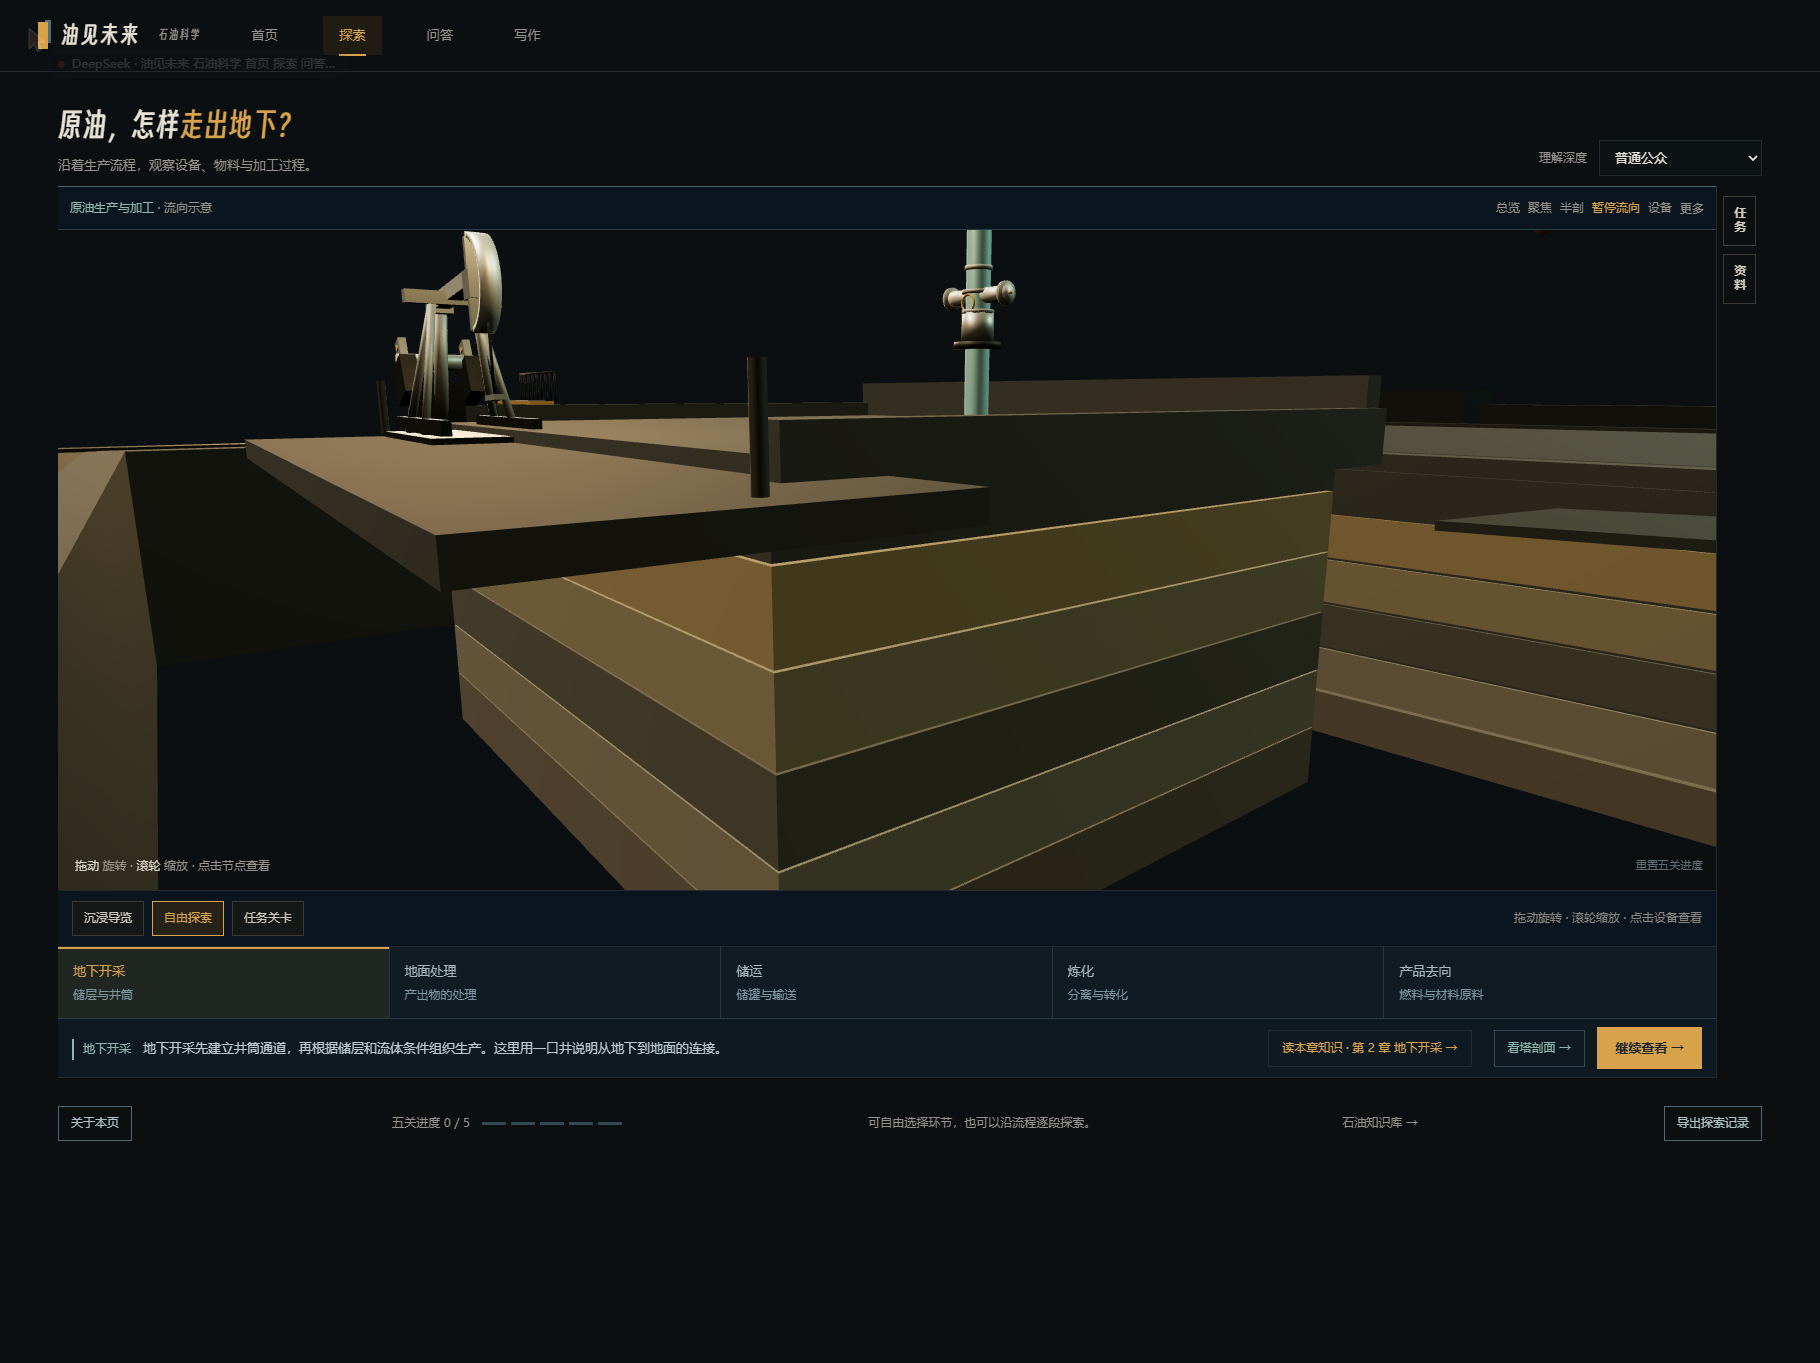 油见未来 石油科学 首页 探索 问答 写作
DeepSeek · 油见未来 石油科学 首页 探索 问答...
原油，怎样走出地下？
沿着生产流程，观察设备、物料与加工过程。
理解深度 普通公众
原油生产与加工 · 流向示意
总览 聚焦 半剖 暂停流向 设备 更多
任务
资料
拖动 旋转 · 滚轮 缩放 · 点击节点查看
重置五关进度
沉浸导览 自由探索 任务关卡
拖动旋转 · 滚轮缩放 · 点击设备查看
地下开采 地面处理 储运 炼化 产品去向
储层与井筒 产出物的处理 储罐与输送 分离与转化 燃料与材料原料
地下开采 地下开采先建立井筒通道，再根据储层和流体条件组织生产。这里用一口井说明从地下到地面的连接。
读本章知识 · 第 2 章 地下开采 → 看塔剖面 → 继续查看 →
关于本页 五关进度 0 / 5 可自由选择环节，也可以沿流程逐段探索。 石油知识库 → 导出探索记录